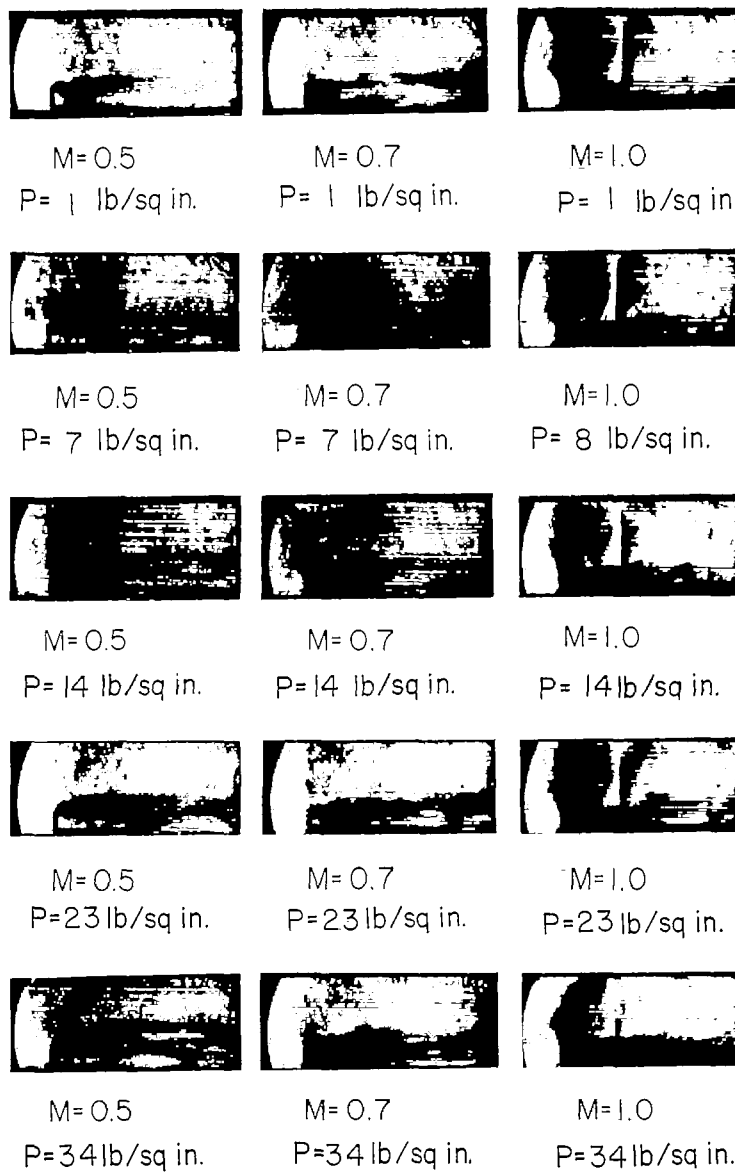 M= 0.5
P= 1 lb/sq in.
M= 0.7
P= 1 lb/sq in.
M= 1.0
P= 1 lb/sq in
M= 0.5
P= 7 lb/sq in.
M= 0.7
P= 7 lb/sq in.
M= 1.0
P= 8 lb/sq in.
M= 0.5
P= 14 lb/sq in.
M= 0.7
P= 14 lb/sq in.
M= 1.0
P= 14 lb/sq in.
M= 0.5
P= 23 lb/sq in.
M= 0.7
P= 23 lb/sq in.
M= 1.0
P= 23 lb/sq in.
M= 0.5
P= 34 lb/sq in.
M= 0.7
P= 34 lb/sq in.
M= 1.0
P= 34 lb/sq in.